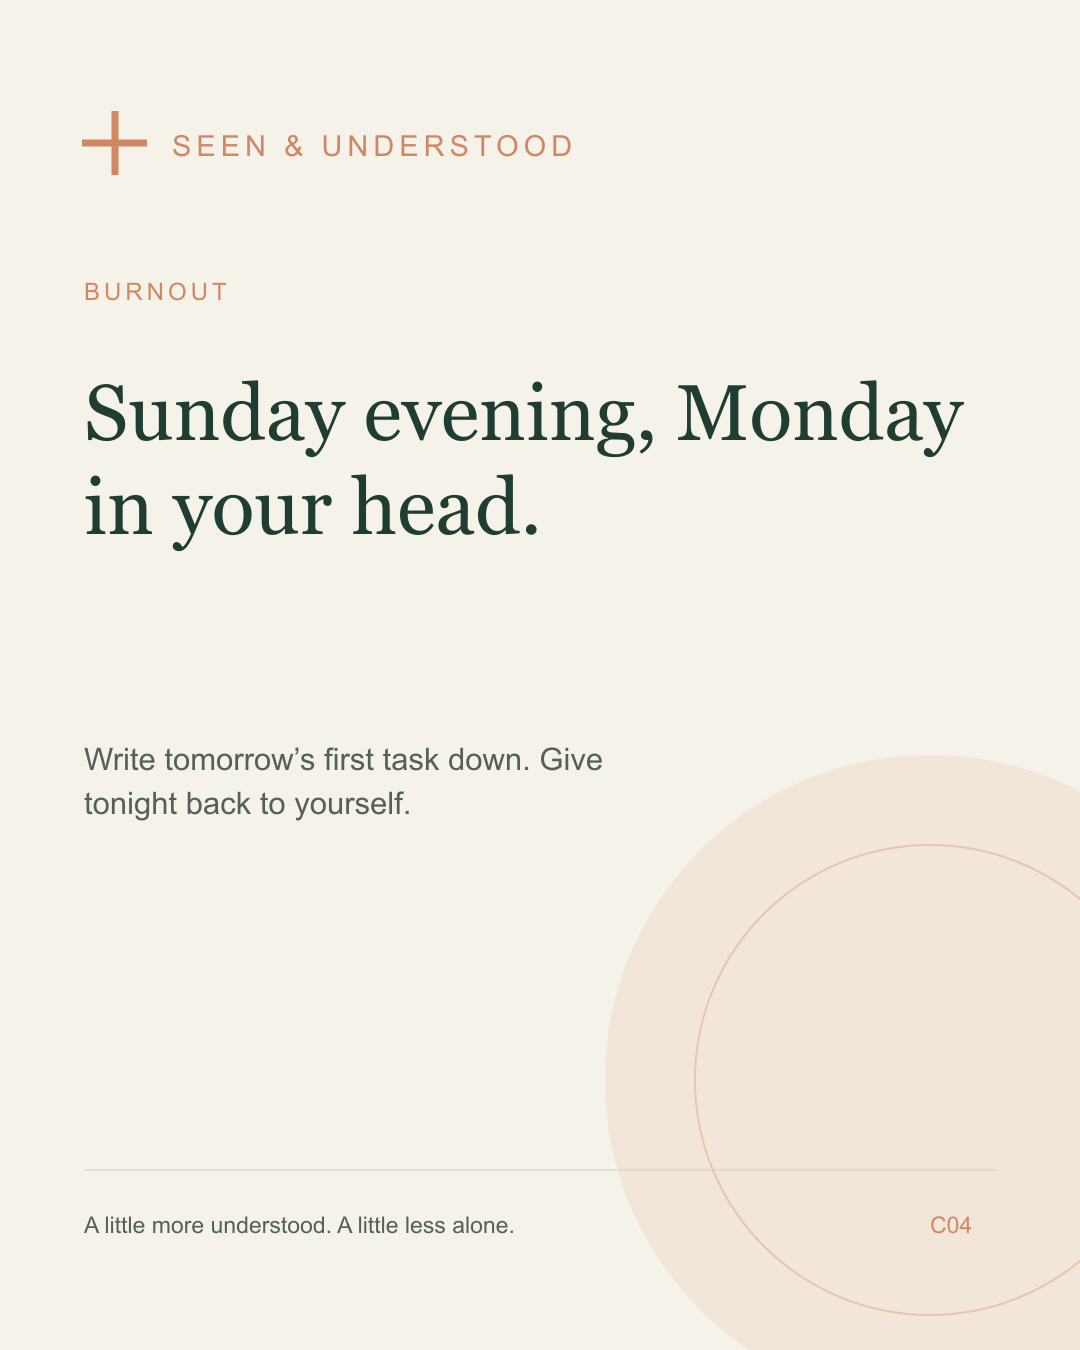 SEEN & UNDERSTOOD
BURNOUT
Sunday evening, Monday
in your head.
Write tomorrow’s first task down. Give
tonight back to yourself.
A little more understood. A little less alone.
C04